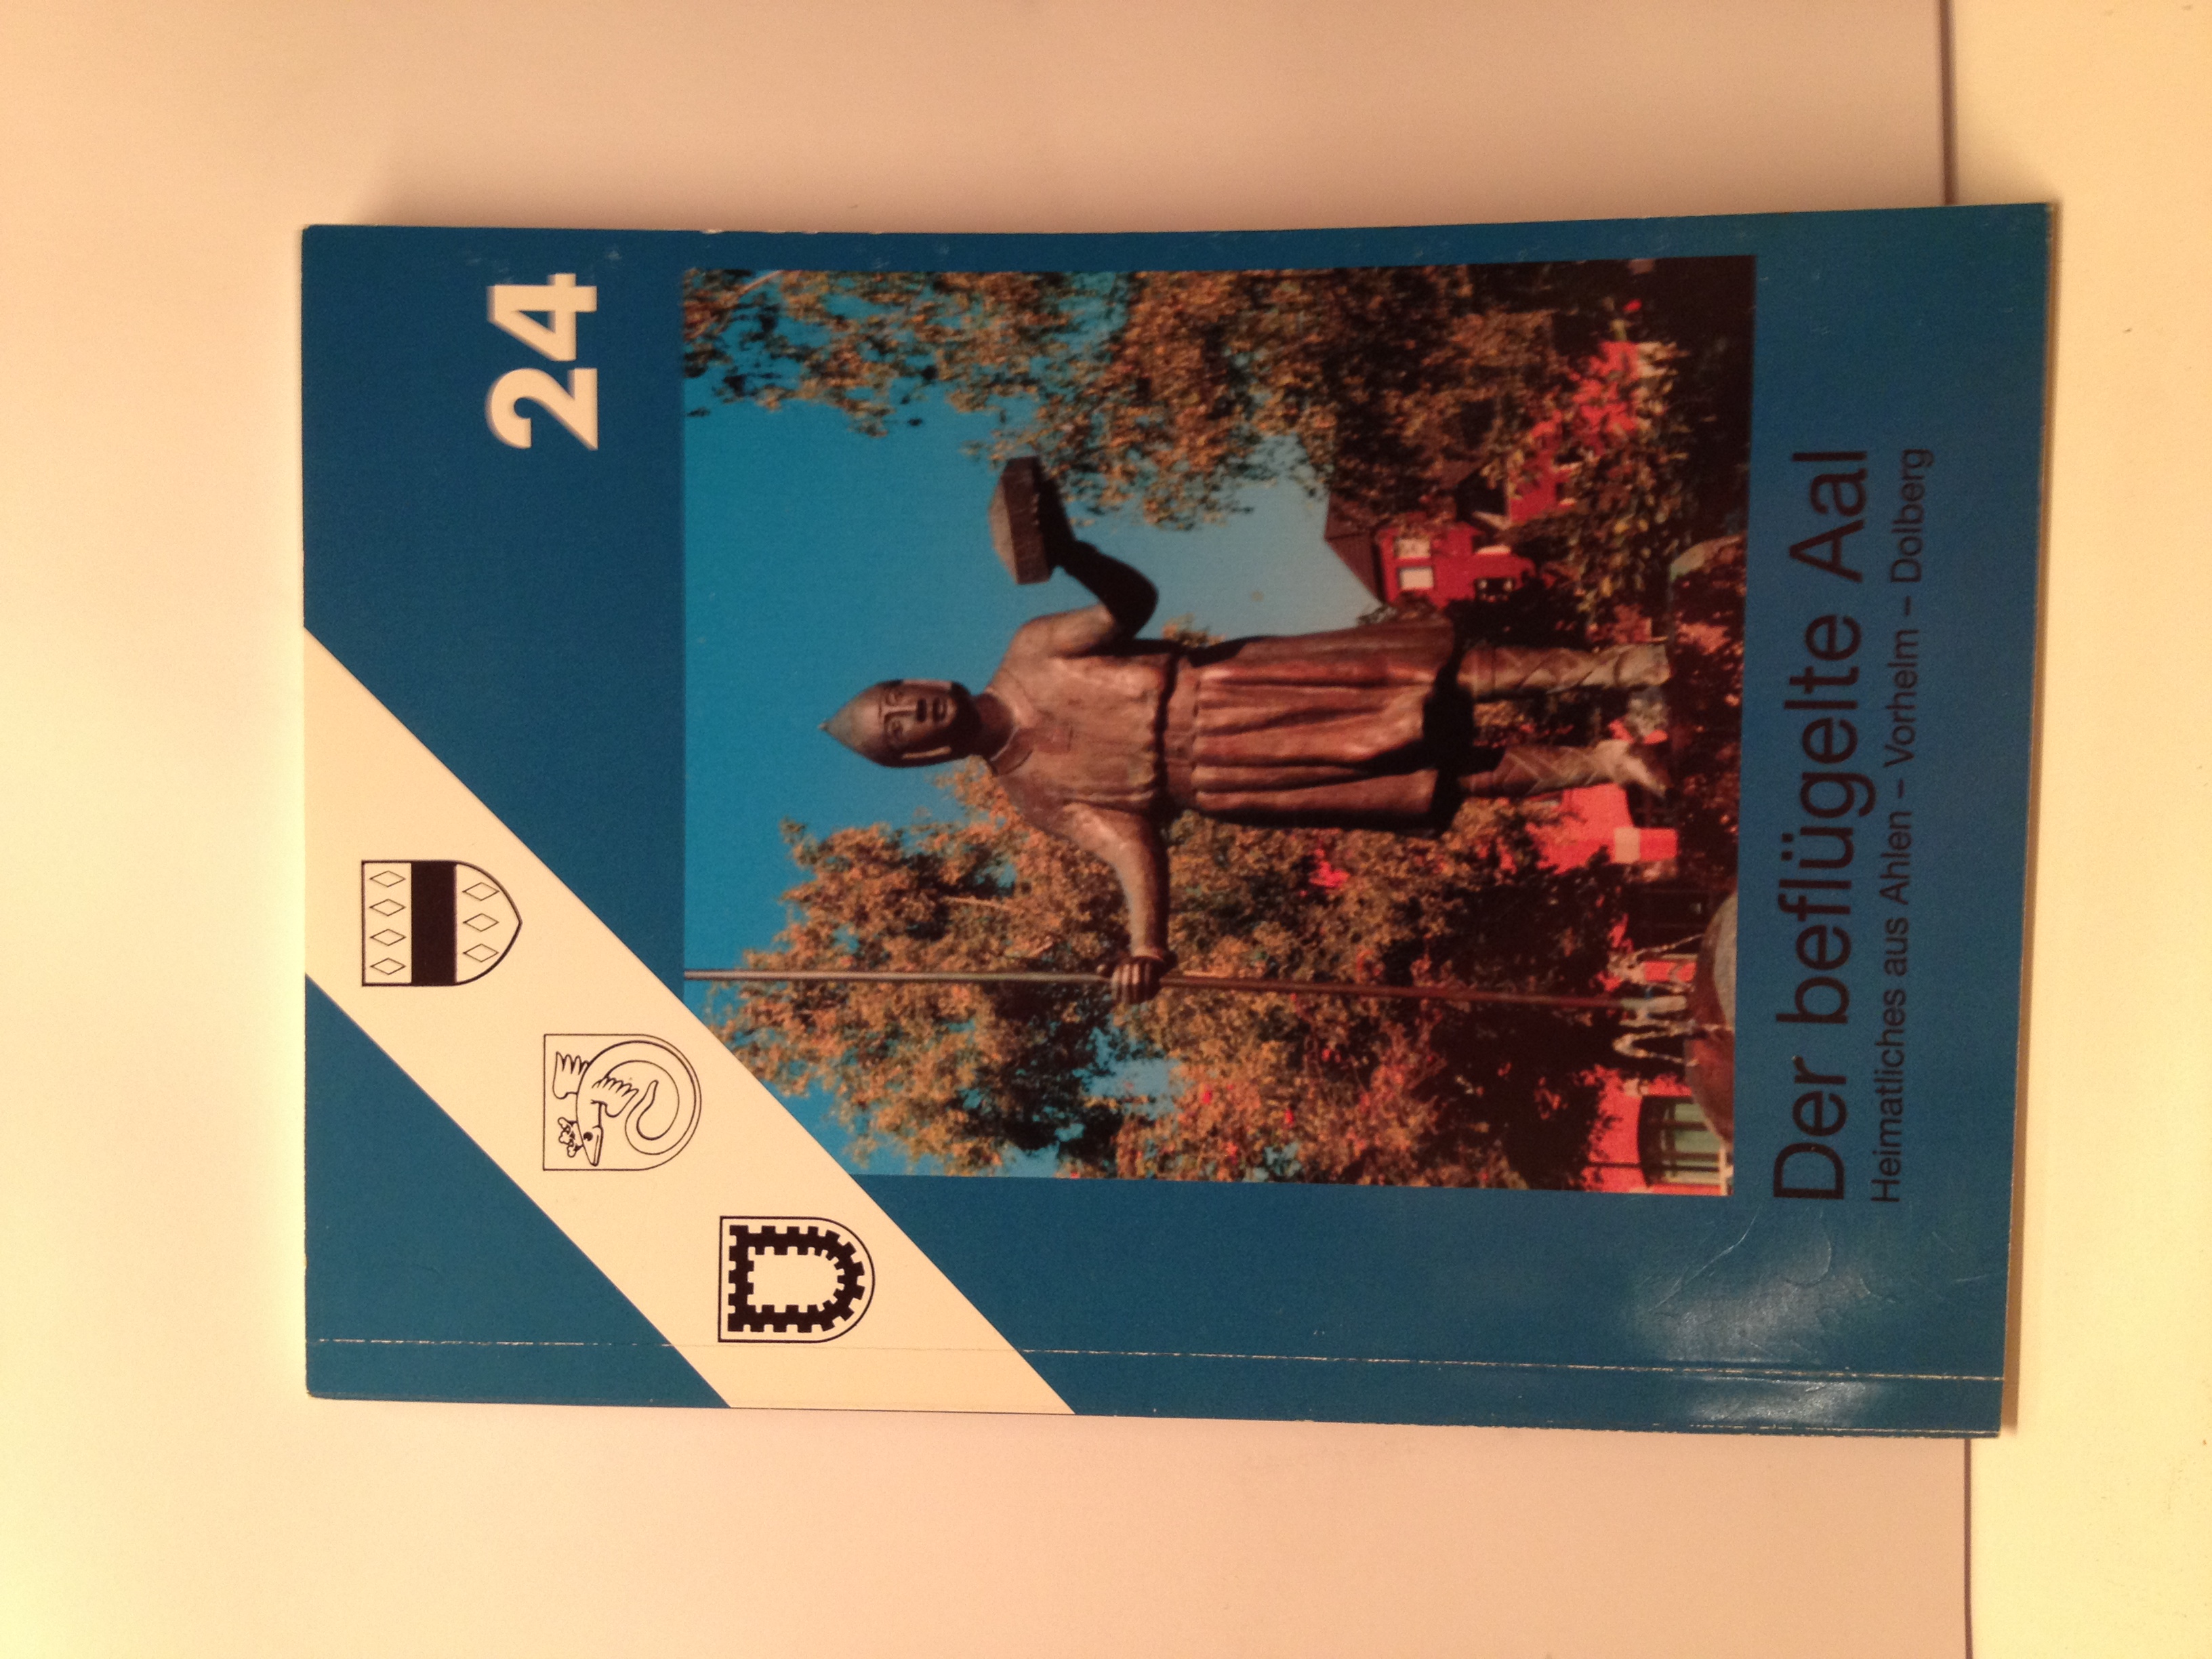 24
Der beflügelte Aal
Heimatliches aus Ahlen – Vorhelm – Dolberg